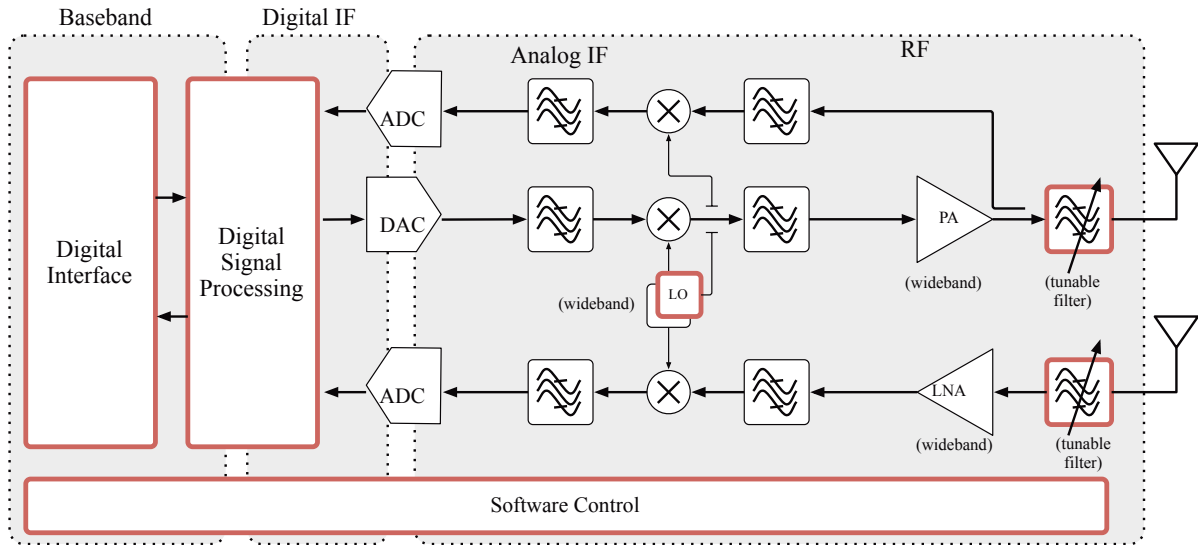 Baseband
Digital IF
Analog IF
RF
ADC
DAC
PA
Digital
Interface
Digital
Signal
Processing
(wideband)
LO
(wideband)
(tunable
filter)
ADC
LNA
(wideband)
(tunable
filter)
Software Control